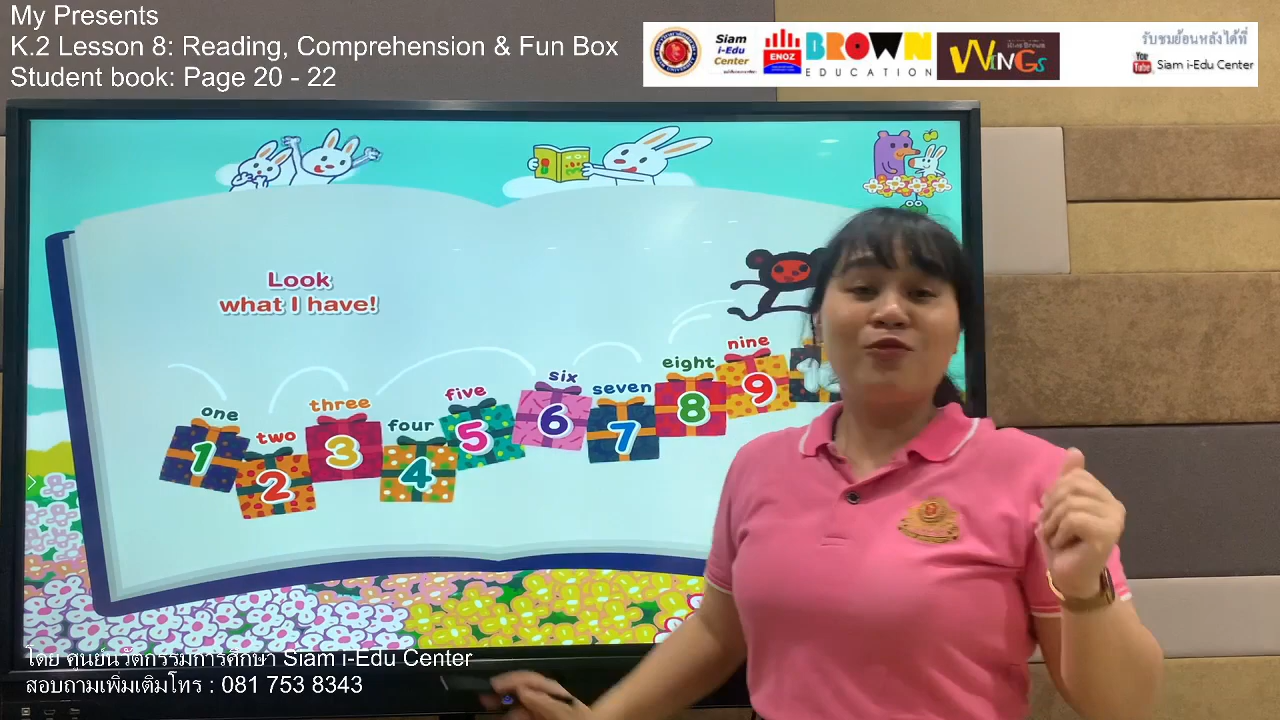 My Presents
K.2 Lesson 8: Reading, Comprehension & Fun Box
Student book: Page 20 - 22
Siam
i-Edu
Center
ENOZ
BROWN
EDUCATION
WINGS
รับชมย้อนหลังได้ที่
You
Tube
Siam i-Edu Center
Look
what I have!
one
two
three
four
five
six
seven
eight
nine
1
2
3
4
5
6
7
8
9
โดย ศูนย์นวัตกรรมการศึกษา Siam i-Edu Center
สอบถามเพิ่มเติมโทร : 081 753 8343